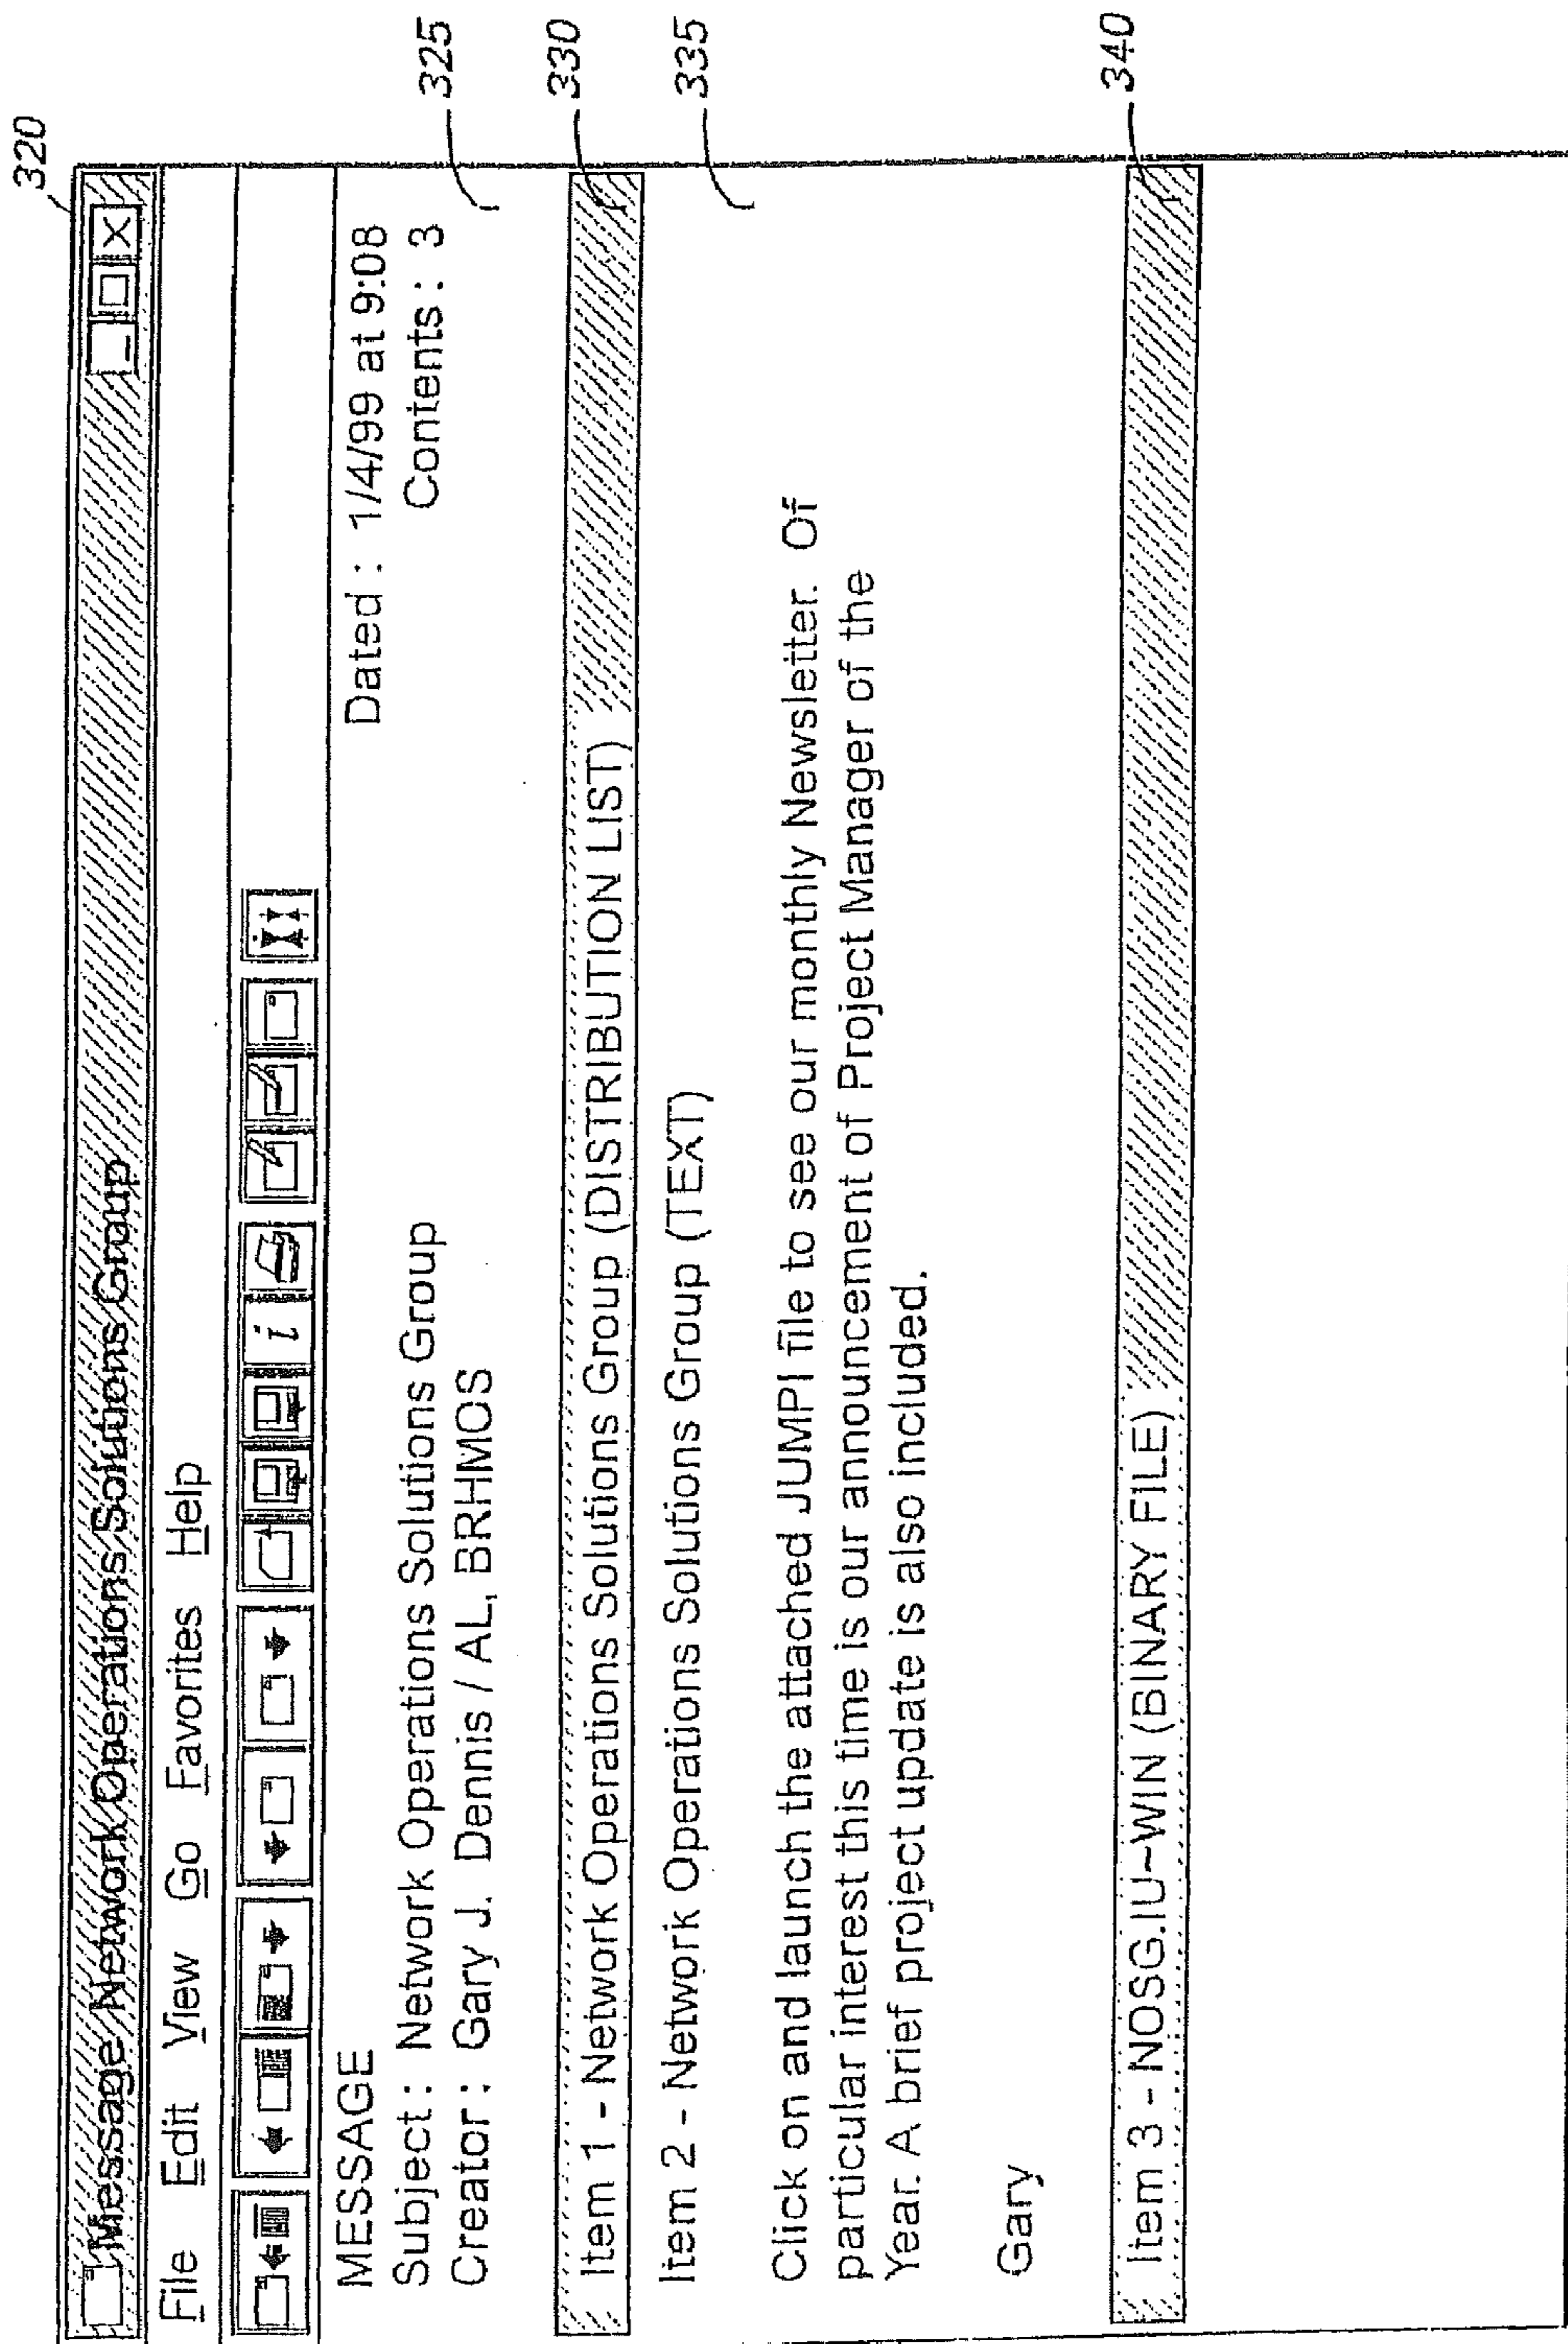 320
Message Network Operations Solutions Group
File Edit View Go Favorites Help
i
MESSAGE
Dated : 1/4/99 at 9:08
Subject : Network Operations Solutions Group
Contents : 3
Creator : Gary J. Dennis / AL, BRHMOS
325
Item 1 - Network Operations Solutions Group (DISTRIBUTION LIST)
330
Item 2 - Network Operations Solutions Group (TEXT)
335
Click on and launch the attached JUMPI file to see our monthly Newsletter. Of
particular interest this time is our announcement of Project Manager of the
Year. A brief project update is also included.
Gary
Item 3 - NOSG.IU~WIN (BINARY FILE)
340